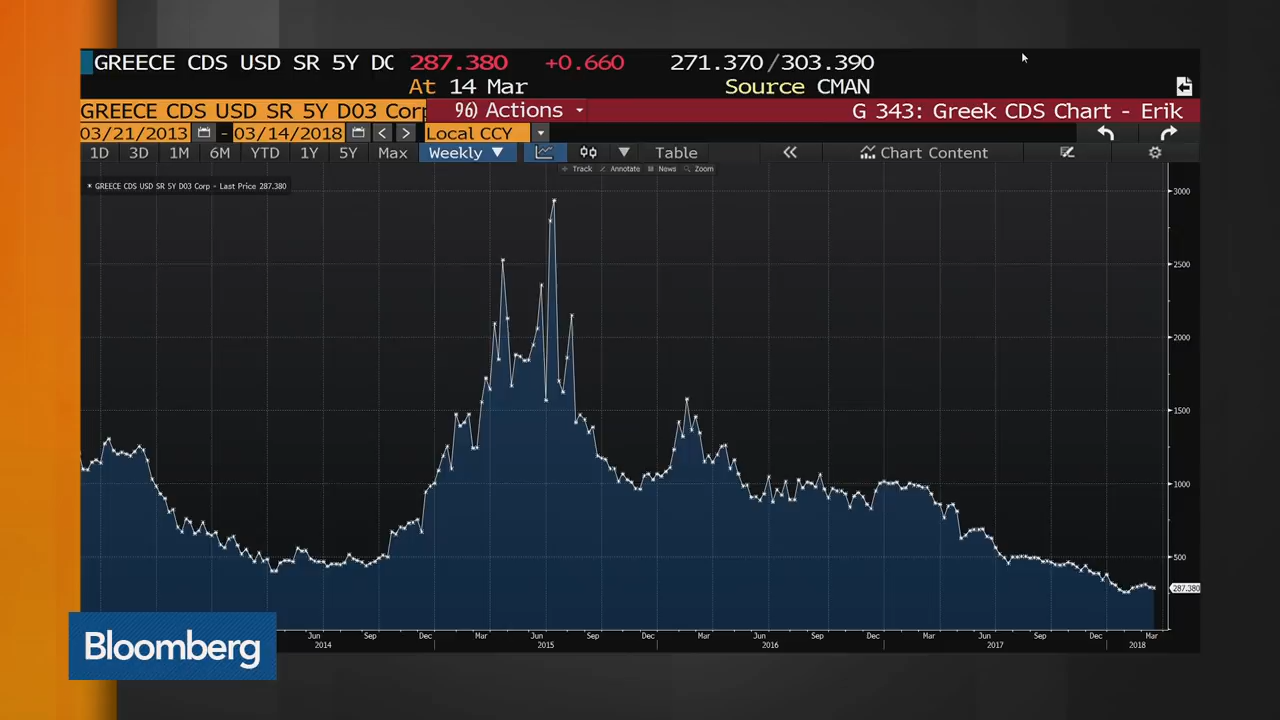 GREECE CDS USD SR 5Y DC 287.380 +0.660 271.370/303.390
At 14 Mar Source CMAN
GREECE CDS USD SR 5Y D03 Corp 96) Actions G 343: Greek CDS Chart - Erik
03/21/2013 - 03/14/2018 < > Local CCY
1D 3D 1M 6M YTD 1Y 5Y Max Weekly ▼ Table « Chart Content
Track Annotate News Zoom
GREECE CDS USD SR 5Y D03 Corp - Last Price 287.380
3000
2500
2000
1500
1000
500
287.380
Jun Sep Dec Mar Jun Sep Dec Mar Jun Sep Dec Mar Jun Sep Dec Mar
2014 2015 2016 2017 2018
Bloomberg